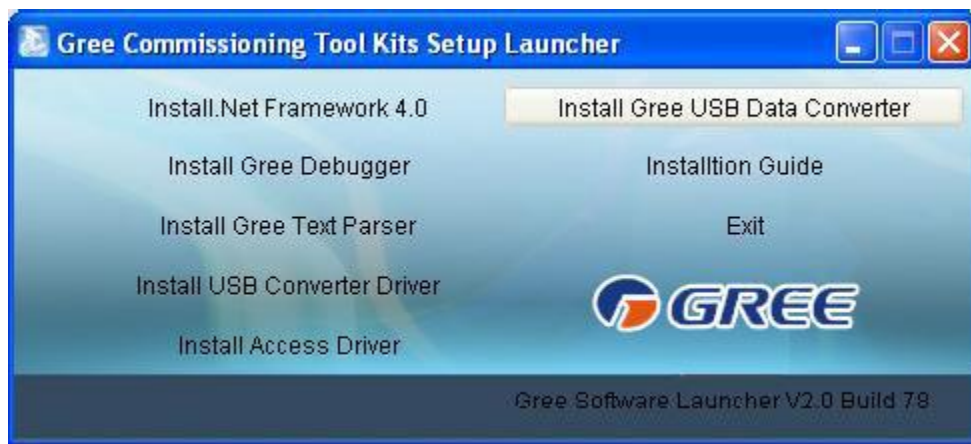 Gree Commissioning Tool Kits Setup Launcher
Install.Net Framework 4.0
Install Gree USB Data Converter
Install Gree Debugger
Installtion Guide
Install Gree Text Parser
Exit
Install USB Converter Driver
GREE
Install Access Driver
Gree Software Launcher V2.0 Build 78